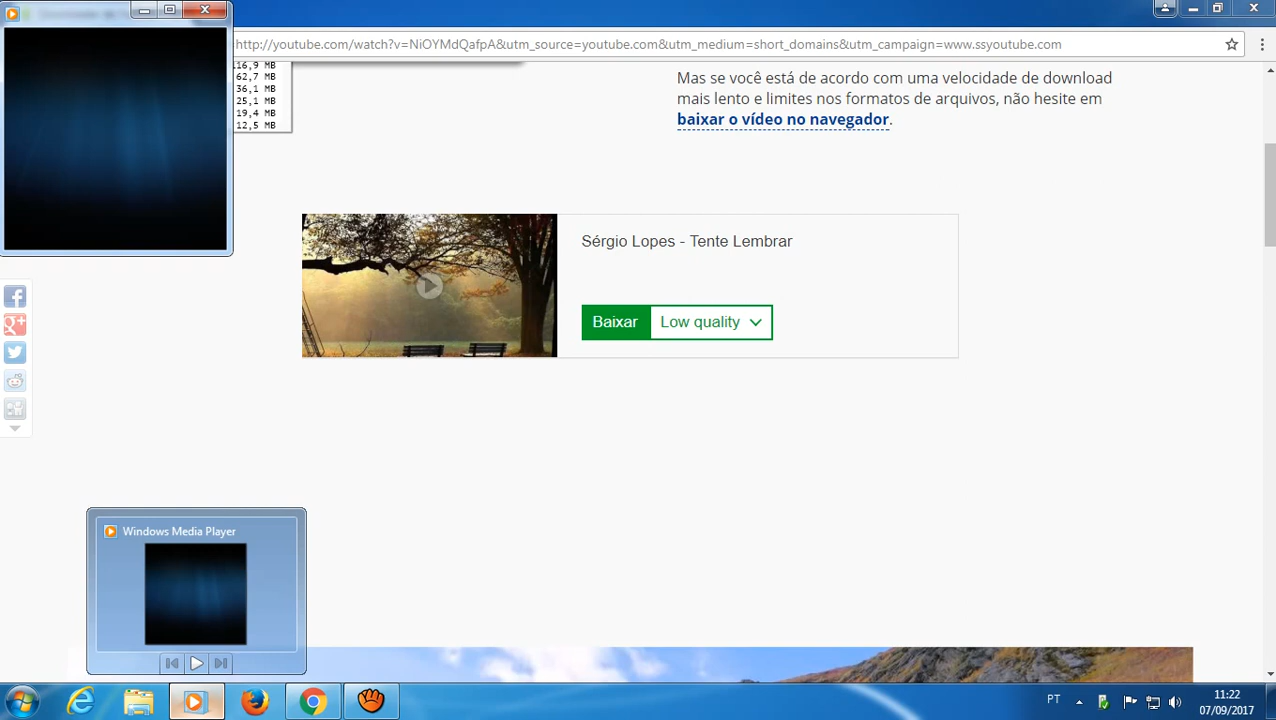 http://youtube.com/watch?v=NiOYMdQafpA&utm_source=youtube.com&utm_medium=short_domains&utm_campaign=www.ssyoutube.com
116,9 MB
62,7 MB
36,1 MB
25,1 MB
19,4 MB
12,5 MB
Mas se você está de acordo com uma velocidade de download
mais lento e limites nos formatos de arquivos, não hesite em
baixar o vídeo no navegador.
Sérgio Lopes - Tente Lembrar
Baixar
Low quality
Windows Media Player
PT
11:22
07/09/2017